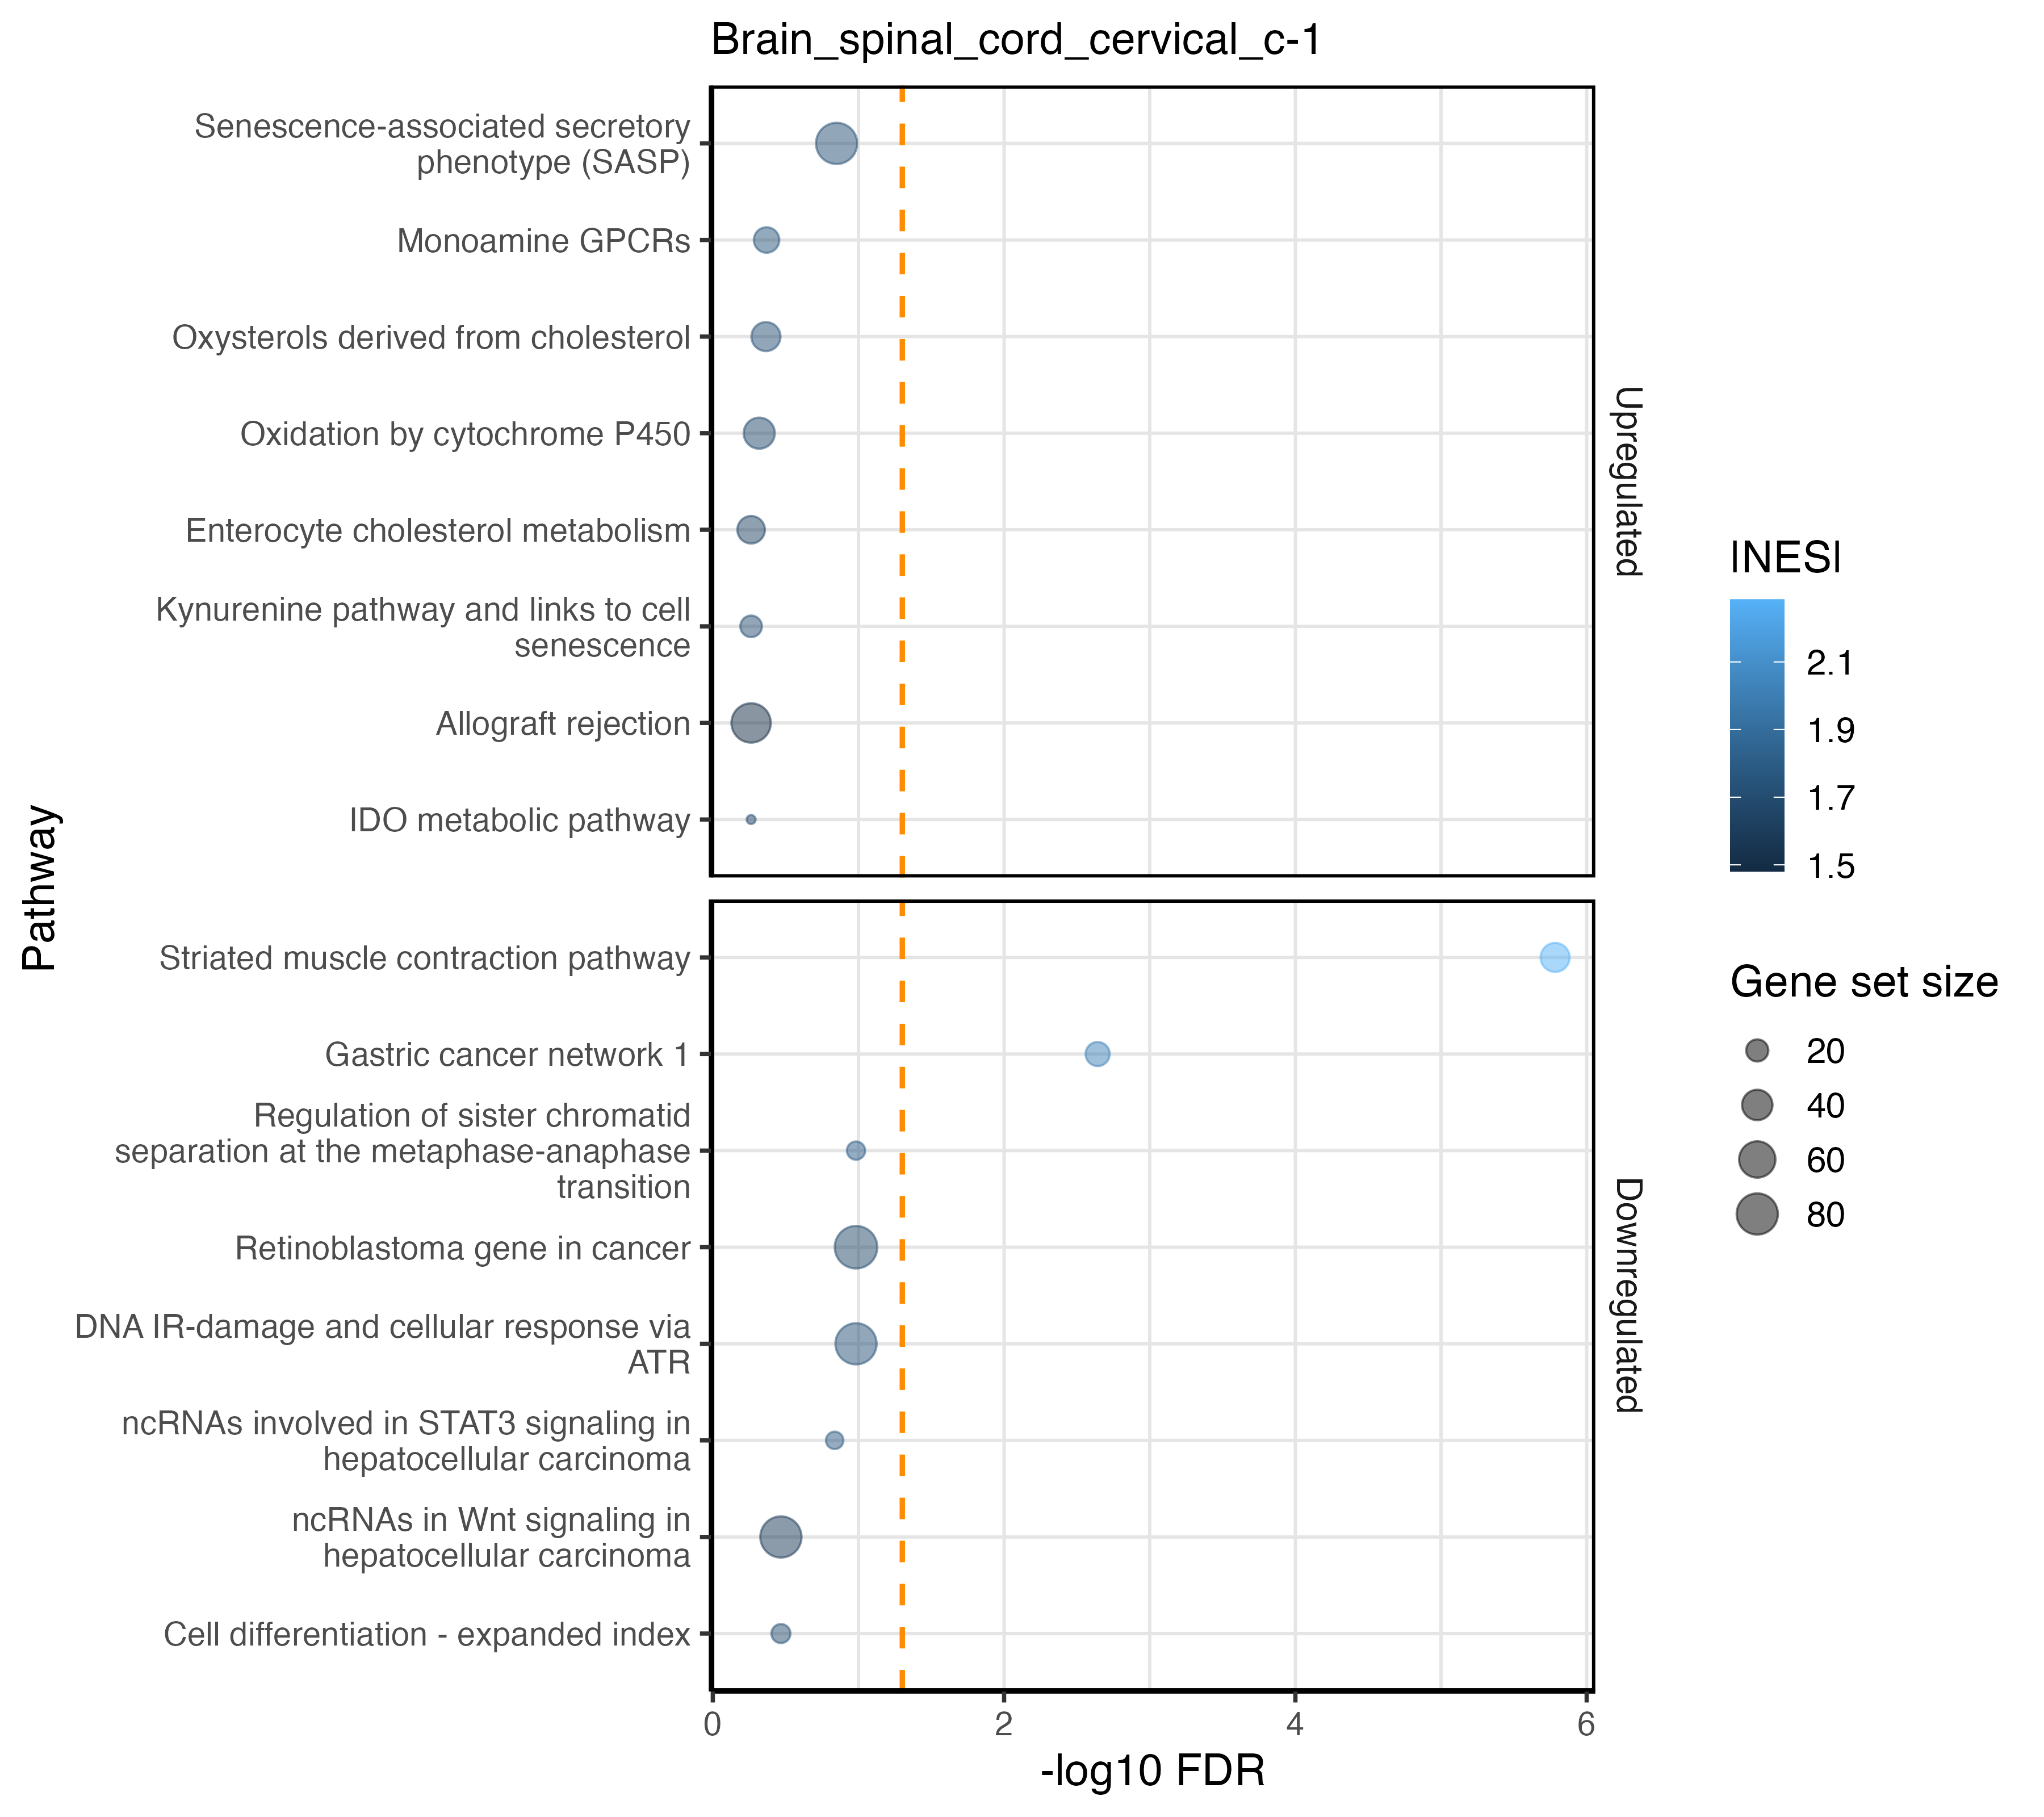 Brain_spinal_cord_cervical_c-1
Senescence-associated secretory
phenotype (SASP)
Monoamine GPCRs
Oxysterols derived from cholesterol
Oxidation by cytochrome P450
Enterocyte cholesterol metabolism
Kynurenine pathway and links to cell
senescence
Allograft rejection
IDO metabolic pathway
Upregulated
Striated muscle contraction pathway
Gastric cancer network 1
Regulation of sister chromatid
separation at the metaphase-anaphase
transition
Retinoblastoma gene in cancer
DNA IR-damage and cellular response via
ATR
ncRNAs involved in STAT3 signaling in
hepatocellular carcinoma
ncRNAs in Wnt signaling in
hepatocellular carcinoma
Cell differentiation - expanded index
Downregulated
0
2
4
6
-log10 FDR
Pathway
|NES|
2.1
1.9
1.7
1.5
Gene set size
20
40
60
80